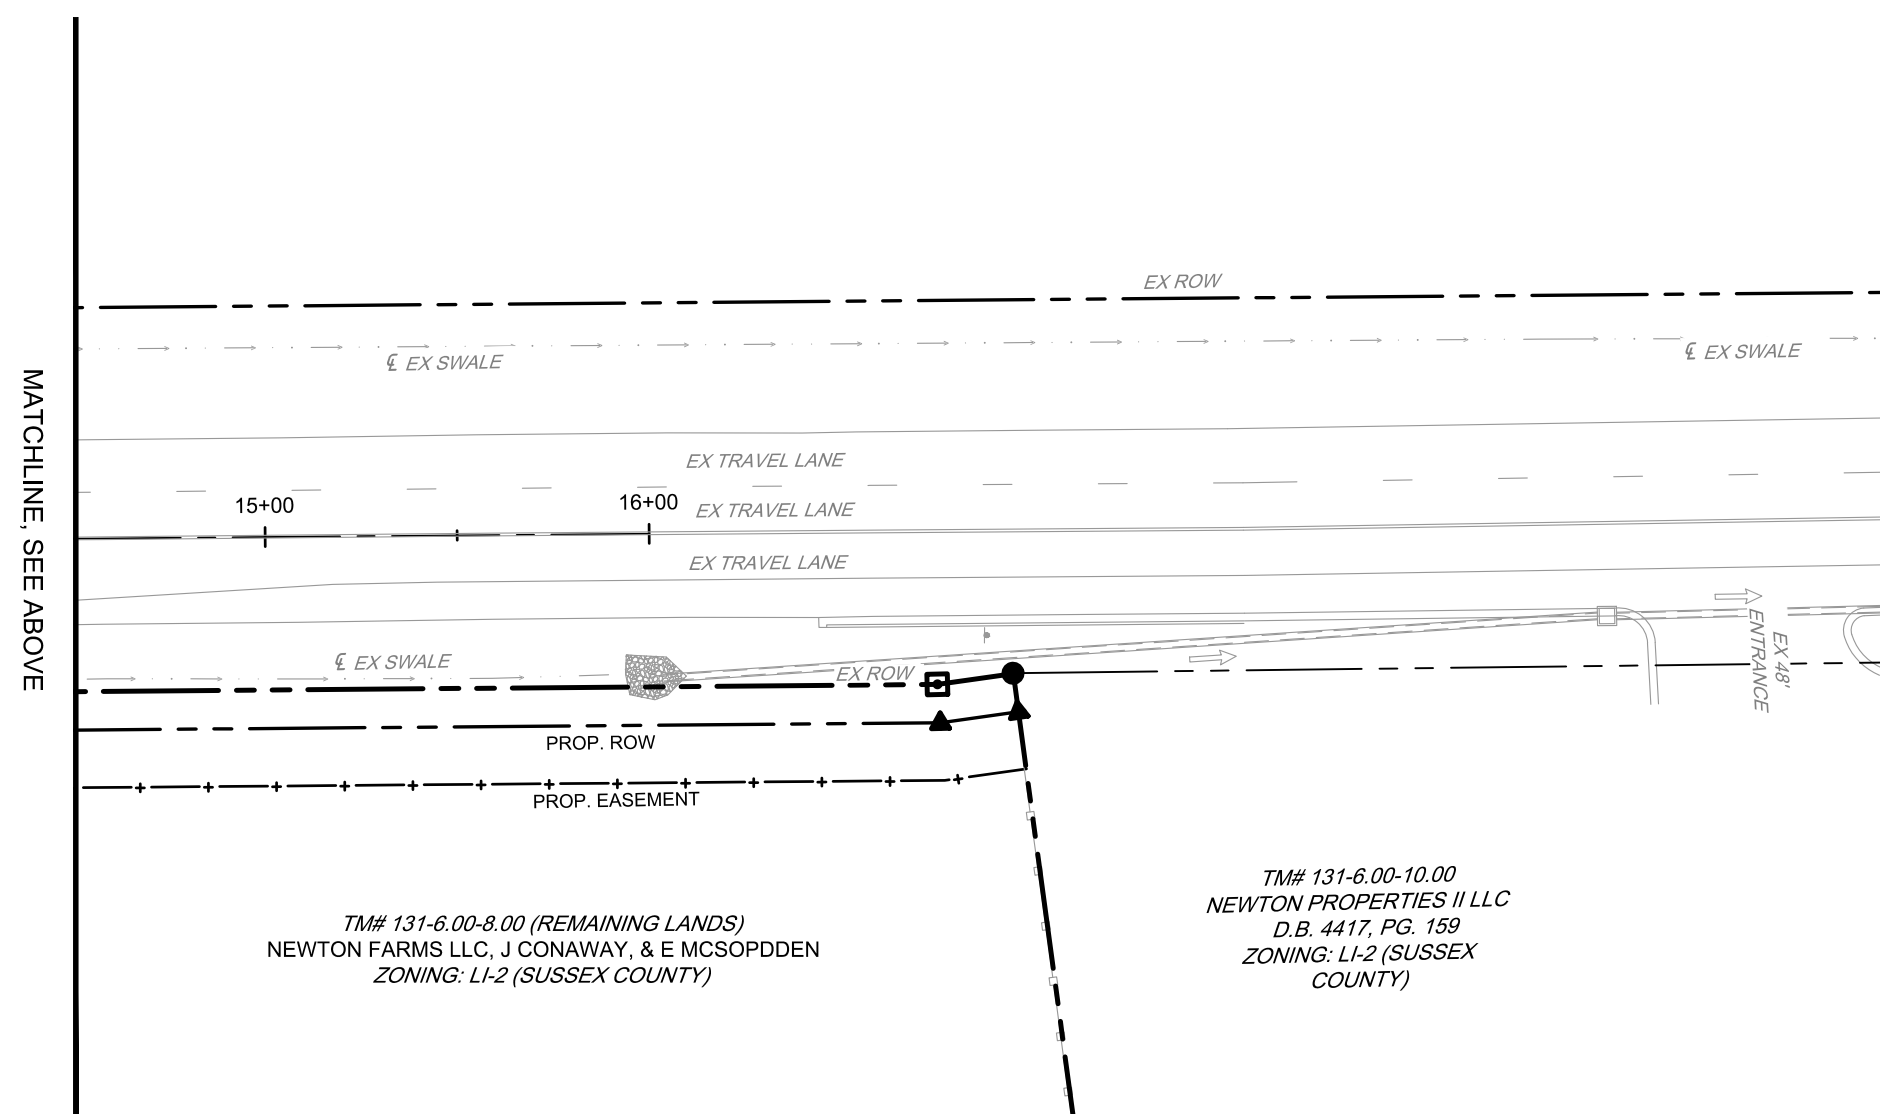 MATCHLINE, SEE ABOVE
EX ROW
℄ EX SWALE
℄ EX SWALE
EX TRAVEL LANE
15+00
16+00
EX TRAVEL LANE
EX TRAVEL LANE
EX 48'
ENTRANCE
℄ EX SWALE
EX ROW
PROP. ROW
PROP. EASEMENT
TM# 131-6.00-8.00 (REMAINING LANDS)
NEWTON FARMS LLC, J CONAWAY, & E MCSOPDDEN
ZONING: LI-2 (SUSSEX COUNTY)
TM# 131-6.00-10.00
NEWTON PROPERTIES II LLC
D.B. 4417, PG. 159
ZONING: LI-2 (SUSSEX
COUNTY)